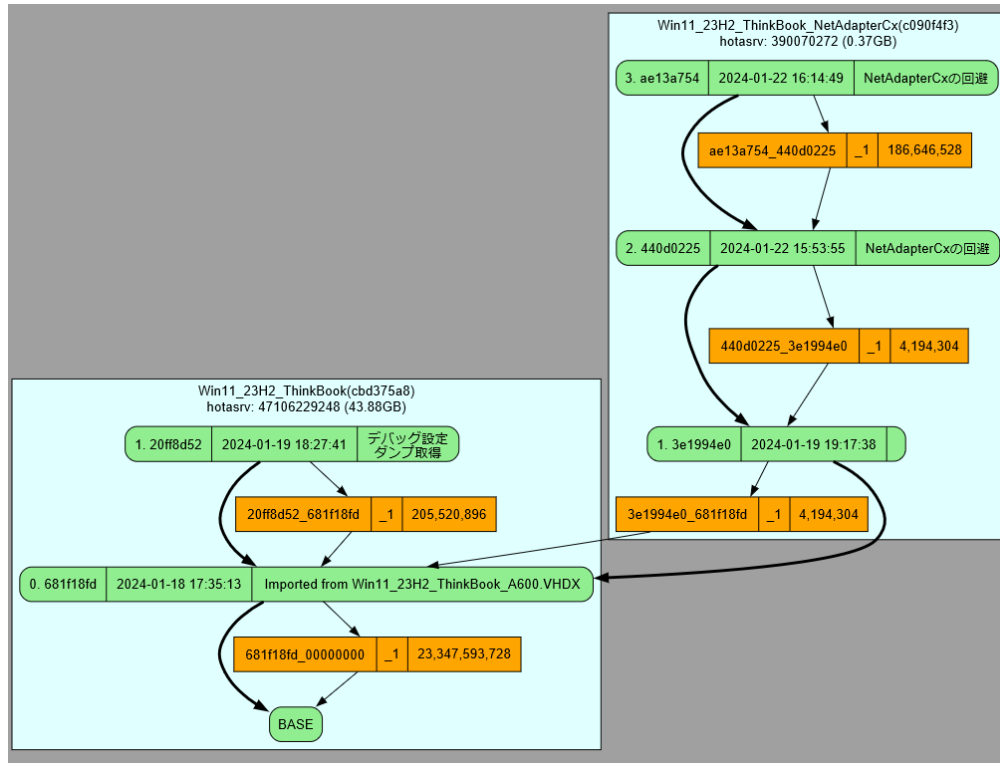 Win11_23H2_ThinkBook_NetAdapterCx(c090f4f3)
hotasrv: 390070272 (0.37GB)
3. ae13a754 2024-01-22 16:14:49 NetAdapterCxの回避
ae13a754_440d0225 _1 186,646,528
2. 440d0225 2024-01-22 15:53:55 NetAdapterCxの回避
440d0225_3e1994e0 _1 4,194,304
Win11_23H2_ThinkBook(cbd375a8)
hotasrv: 47106229248 (43.88GB)
1. 20ff8d52 2024-01-19 18:27:41 デバッグ設定
ダンプ取得
1. 3e1994e0 2024-01-19 19:17:38
20ff8d52_681f18fd _1 205,520,896
3e1994e0_681f18fd _1 4,194,304
0. 681f18fd 2024-01-18 17:35:13 Imported from Win11_23H2_ThinkBook_A600.VHDX
681f18fd_00000000 _1 23,347,593,728
BASE